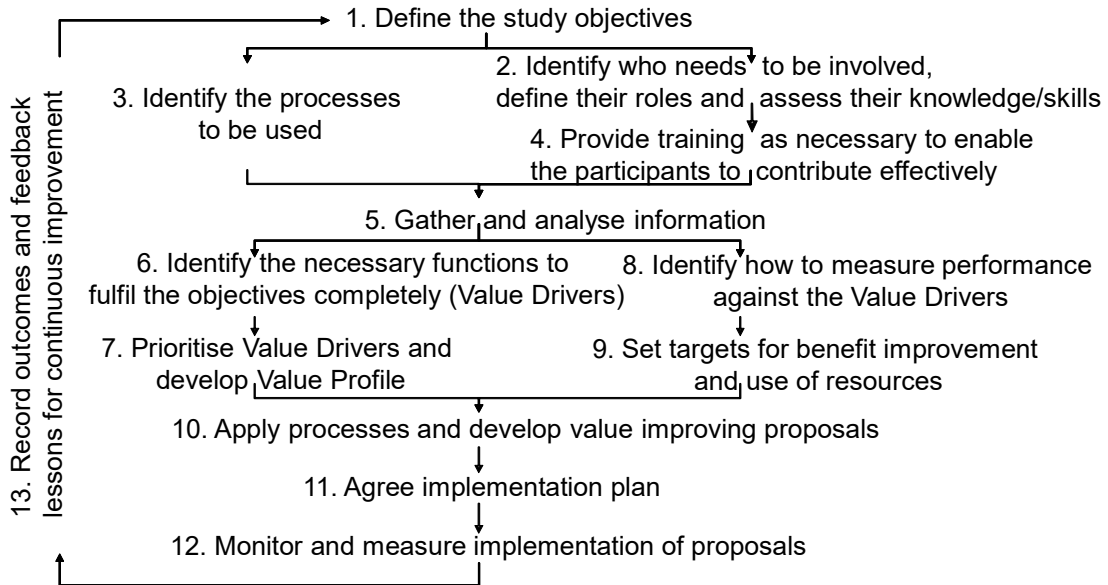 1. Define the study objectives
2. Identify who needs to be involved,
define their roles and assess their knowledge/skills
3. Identify the processes
to be used
4. Provide training as necessary to enable
the participants to contribute effectively
5. Gather and analyse information
6. Identify the necessary functions to
fulfil the objectives completely (Value Drivers)
7. Prioritise Value Drivers and
develop Value Profile
8. Identify how to measure performance
against the Value Drivers
9. Set targets for benefit improvement
and use of resources
10. Apply processes and develop value improving proposals
11. Agree implementation plan
12. Monitor and measure implementation of proposals
13. Record outcomes and feedback
lessons for continuous improvement